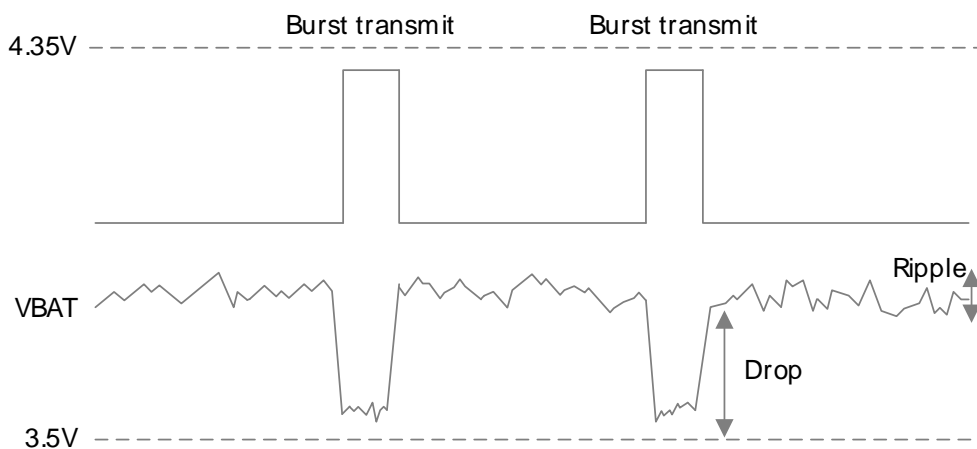 Burst transmit Burst transmit
4.35V
Ripple
VBAT
Drop
3.5V